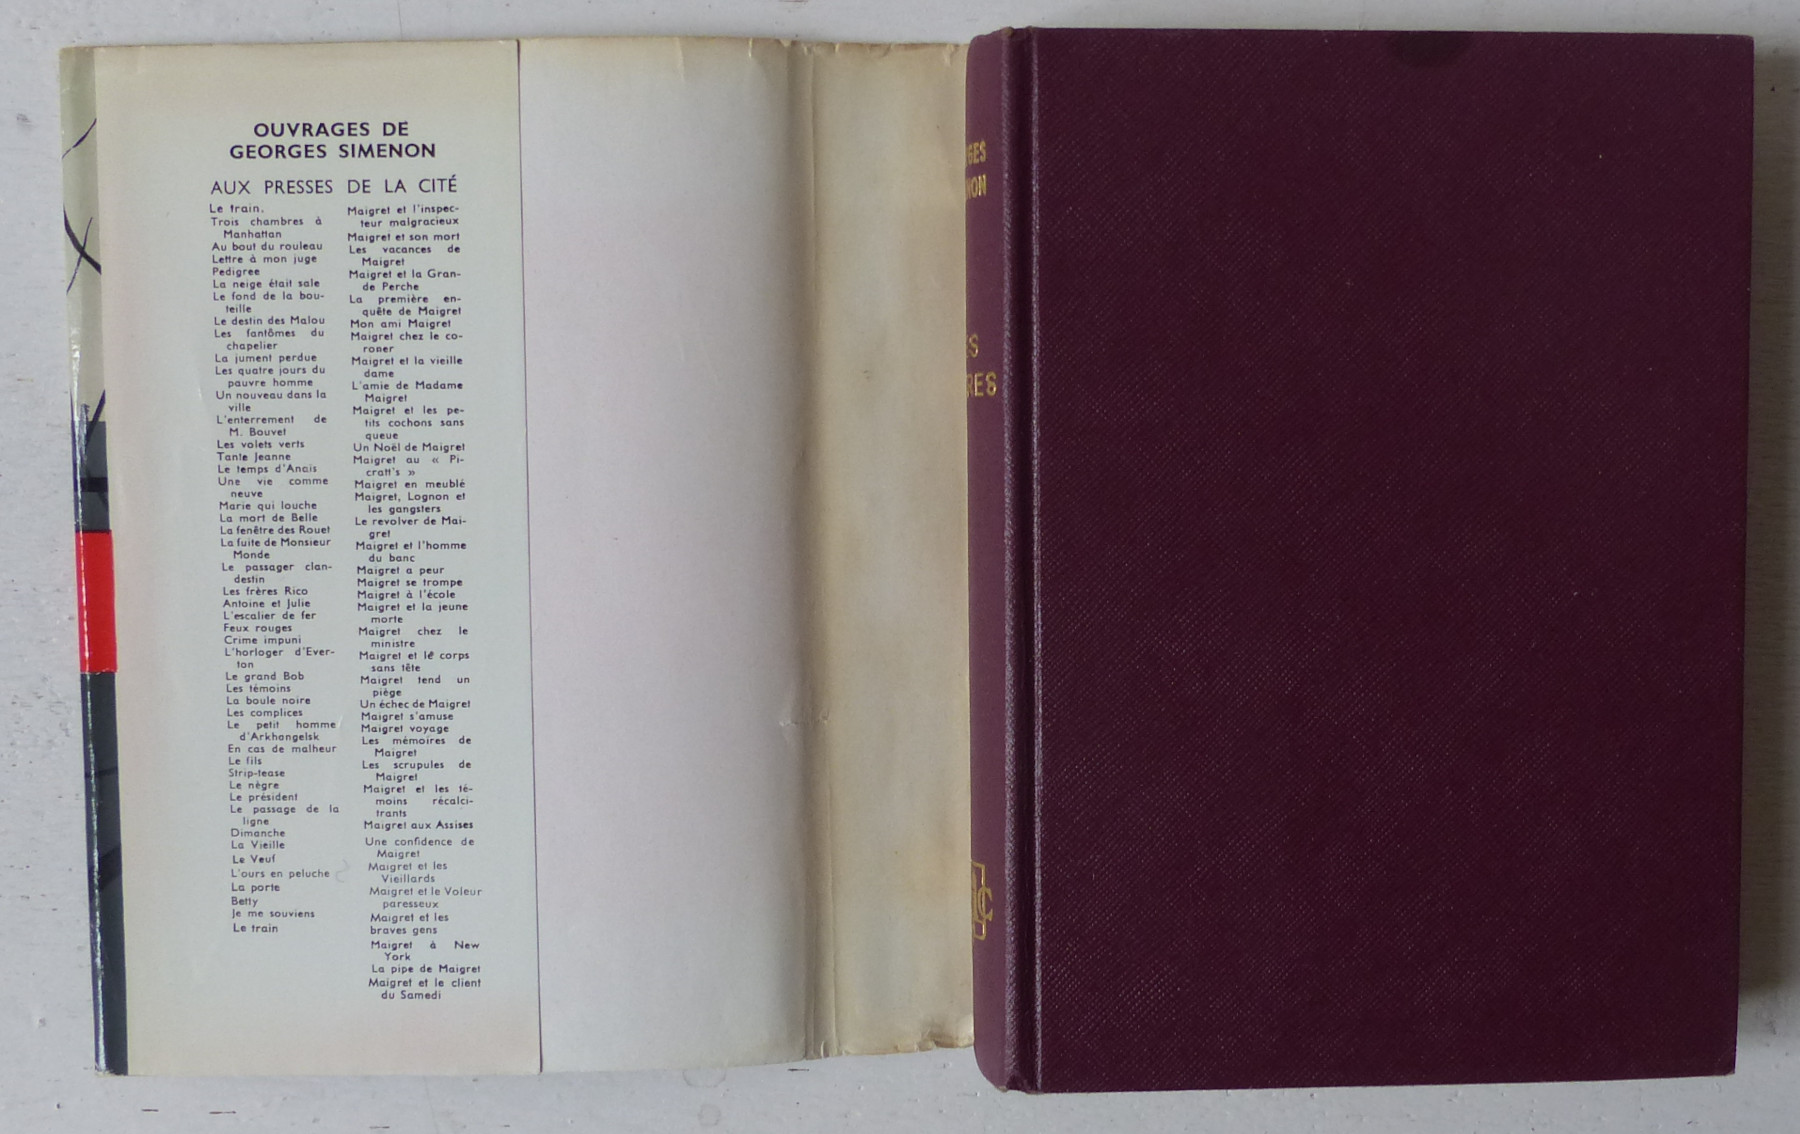 OUVRAGES DE
GEORGES SIMENON
AUX PRESSES DE LA CITÉ
Le train.
Trois chambres à
Manhattan
Au bout du rouleau
Lettre à mon juge
Pedigree
La neige était sale
Le fond de la bou-
teille
Le destin des Malou
Les fantômes du
chapelier
La jument perdue
Les quatre jours du
pauvre homme
Un nouveau dans la
ville
L'enterrement de
M. Bouvet
Les volets verts
Tante Jeanne
Le temps d'Anais
Une vie comme
neuve
Marie qui louche
La mort de Belle
La fenêtre des Rouet
La fuite de Monsieur
Monde
Le passager clan-
destin
Les frères Rico
Antoine et Julie
L'escalier de fer
Feux rouges
Crime impuni
L'horloger d'Ever-
ton
Le grand Bob
Les témoins
La boule noire
Les complices
Le petit homme
d'Arkhangelsk
En cas de malheur
Le fils
Strip-tease
Le nègre
Le président
Le passage de la
ligne
Dimanche
La Vieille
Le Veuf
L'ours en peluche
La porte
Betty
Je me souviens
Le train
Maigret et l'inspec-
teur malgracieux
Maigret et son mort
Les vacances de
Maigret
Maigret et la Gran-
de Perche
La première en-
quête de Maigret
Mon ami Maigret
Maigret chez le co-
roner
Maigret et la vieille
dame
L'amie de Madame
Maigret
Maigret et les pe-
tits cochons sans
queue
Un Noël de Maigret
Maigret au « Pi-
cratt's »
Maigret en meublé
Maigret, Lognon et
les gangsters
Le revolver de Mai-
gret
Maigret et l'homme
du banc
Maigret a peur
Maigret se trompe
Maigret à l'école
Maigret et la jeune
morte
Maigret chez le
ministre
Maigret et le corps
sans tête
Maigret tend un
piège
Un échec de Maigret
Maigret s'amuse
Maigret voyage
Les mémoires de
Maigret
Les scrupules de
Maigret
Maigret et les té-
moins récalci-
trants
Maigret aux Assises
Une confidence de
Maigret
Maigret et les
Vieillards
Maigret et le Voleur
paresseux
Maigret et les
braves gens
Maigret à New
York
La pipe de Maigret
Maigret et le client
du Samedi
GES
NON
ES
RES